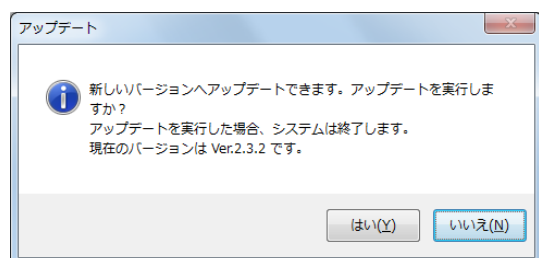 アップデート
新しいバージョンへアップデートできます。アップデートを実行しま
すか？
アップデートを実行した場合、システムは終了します。
現在のバージョンは Ver.2.3.2 です。
はい(Y)
いいえ(N)